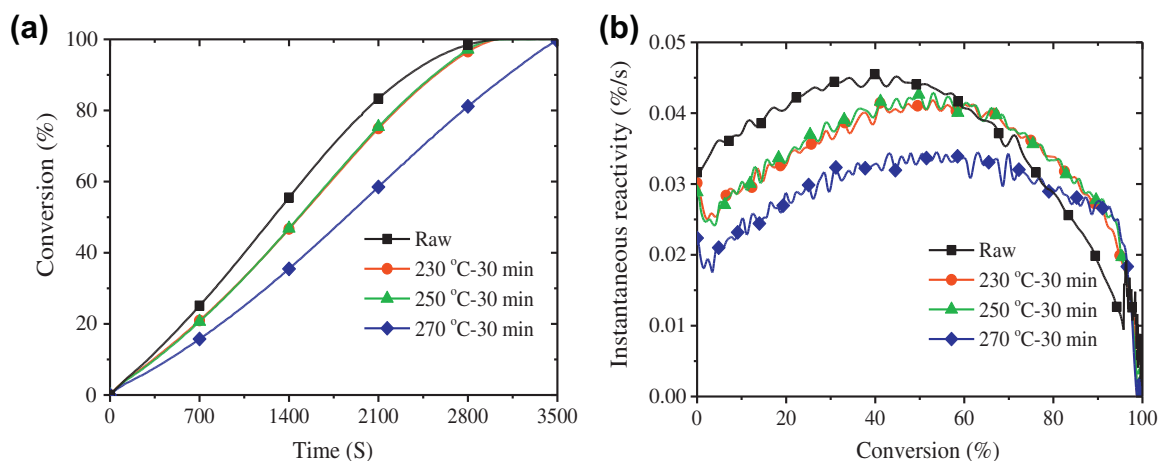 (a)
100
80
60
40
20
0
Conversion (%)
0 700 1400 2100 2800 3500
Time (S)
Raw
230 °C-30 min
250 °C-30 min
270 °C-30 min
(b)
0.05
0.04
0.03
0.02
0.01
0.00
Instantaneous reactivity (%/s)
0 20 40 60 80 100
Conversion (%)
Raw
230 °C-30 min
250 °C-30 min
270 °C-30 min